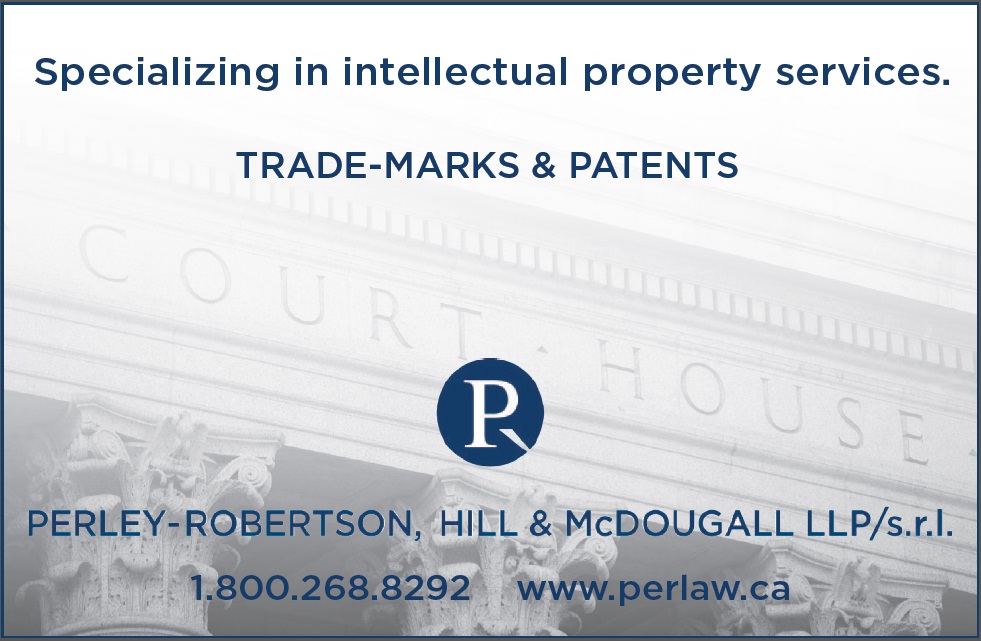 Specializing in intellectual property services.
TRADE-MARKS & PATENTS
COURT · HOUSE ·
P
PERLEY-ROBERTSON, HILL & McDOUGALL LLP/s.r.l.
1.800.268.8292 www.perlaw.ca